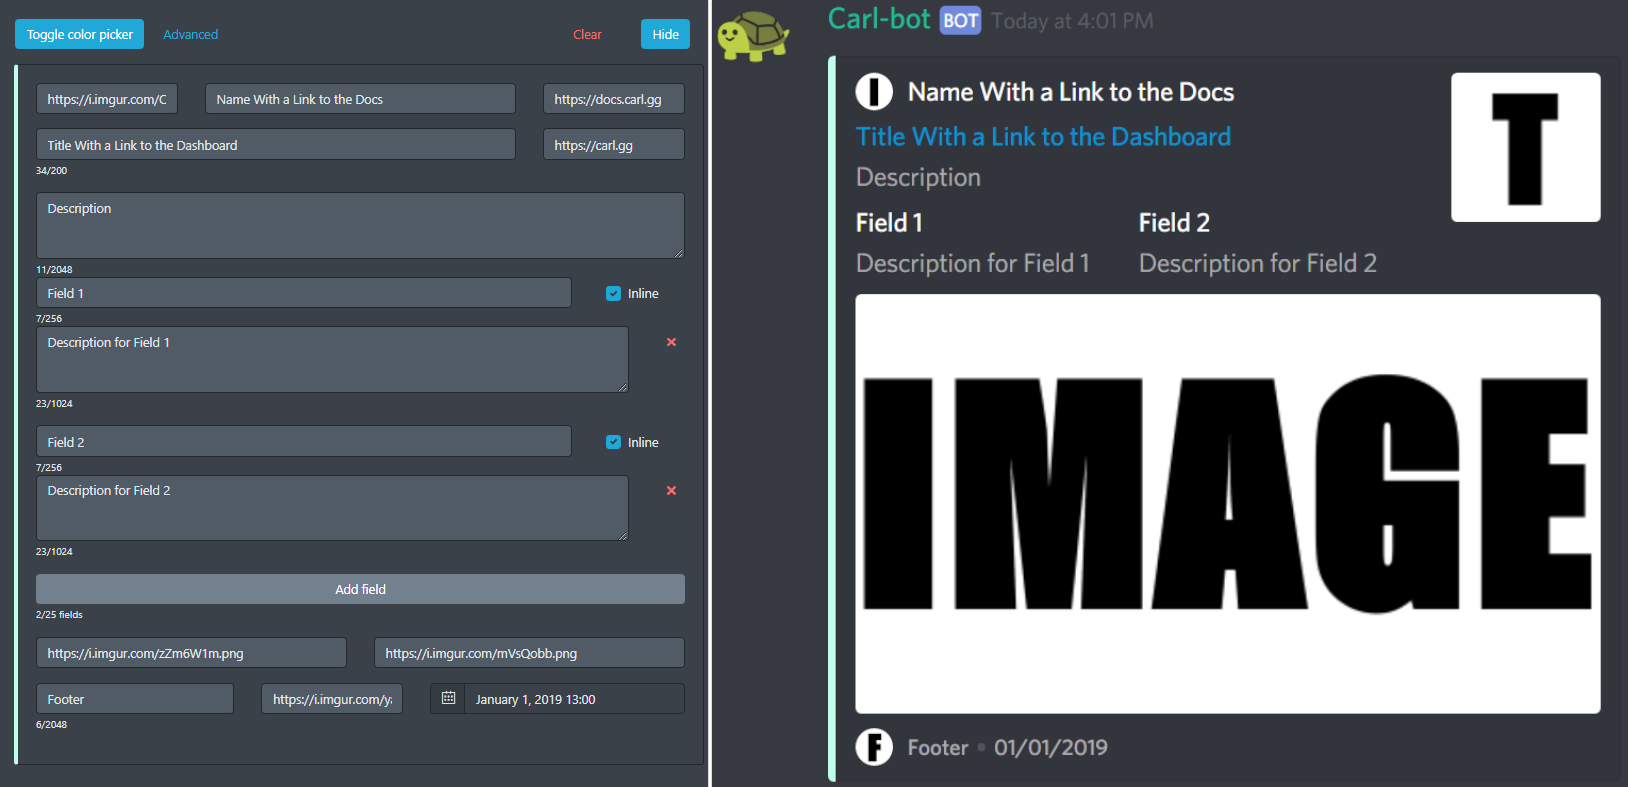 Toggle color picker Advanced Clear Hide
https://i.imgur.com/C Name With a Link to the Docs https://docs.carl.gg
Title With a Link to the Dashboard https://carl.gg
34/200
Description
11/2048
Field 1 Inline
7/256
Description for Field 1
23/1024
Field 2 Inline
7/256
Description for Field 2
23/1024
Add field
2/25 fields
https://i.imgur.com/zZm6W1m.png https://i.imgur.com/mVsQobb.png
Footer https://i.imgur.com/y January 1, 2019 13:00
6/2048
Carl-bot BOT Today at 4:01 PM
I Name With a Link to the Docs
T
Title With a Link to the Dashboard
Description
Field 1 Field 2
Description for Field 1 Description for Field 2
IMAGE
F Footer • 01/01/2019